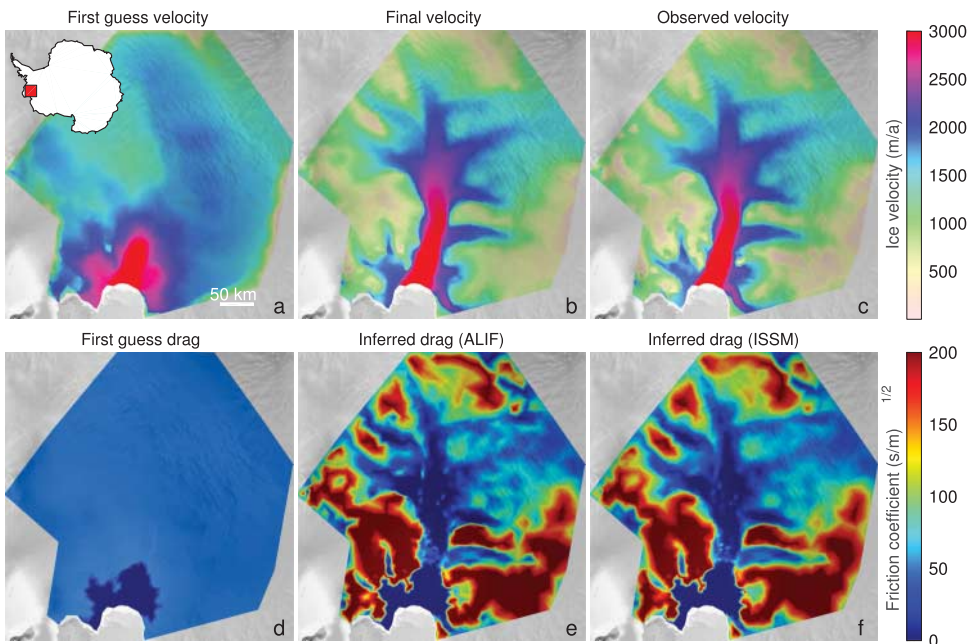 First guess velocity
Final velocity
Observed velocity
50 km
a
b
c
3000
2500
2000
1500
1000
500
Ice velocity (m/a)
First guess drag
Inferred drag (ALIF)
Inferred drag (ISSM)
d
e
f
200
150
100
50
0
Friction coefficient (s/m) 1/2